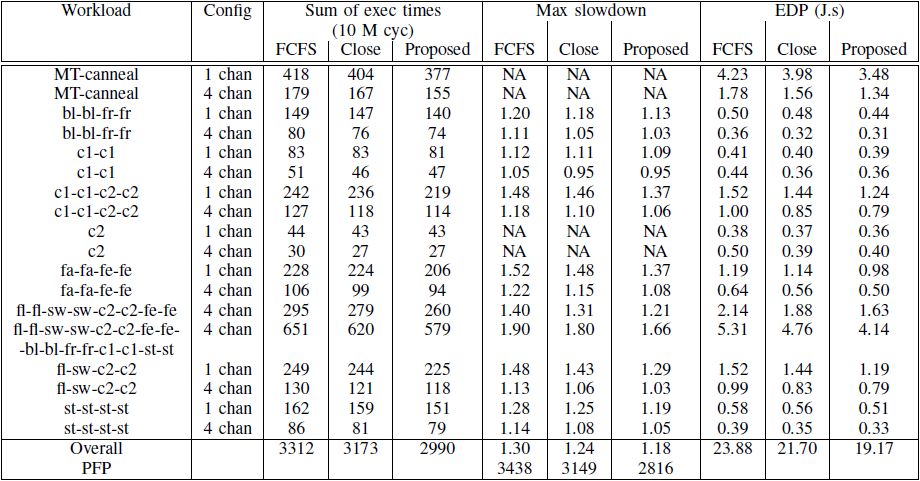 Workload Config Sum of exec times Max slowdown EDP (J.s)
(10 M cyc)
FCFS Close Proposed FCFS Close Proposed FCFS Close Proposed
MT-canneal 1 chan 418 404 377 NA NA NA 4.23 3.98 3.48
MT-canneal 4 chan 179 167 155 NA NA NA 1.78 1.56 1.34
bl-bl-fr-fr 1 chan 149 147 140 1.20 1.18 1.13 0.50 0.48 0.44
bl-bl-fr-fr 4 chan 80 76 74 1.11 1.05 1.03 0.36 0.32 0.31
c1-c1 1 chan 83 83 81 1.12 1.11 1.09 0.41 0.40 0.39
c1-c1 4 chan 51 46 47 1.05 0.95 0.95 0.44 0.36 0.36
c1-c1-c2-c2 1 chan 242 236 219 1.48 1.46 1.37 1.52 1.44 1.24
c1-c1-c2-c2 4 chan 127 118 114 1.18 1.10 1.06 1.00 0.85 0.79
c2 1 chan 44 43 43 NA NA NA 0.38 0.37 0.36
c2 4 chan 30 27 27 NA NA NA 0.50 0.39 0.40
fa-fa-fe-fe 1 chan 228 224 206 1.52 1.48 1.37 1.19 1.14 0.98
fa-fa-fe-fe 4 chan 106 99 94 1.22 1.15 1.08 0.64 0.56 0.50
fl-fl-sw-sw-c2-c2-fe-fe 4 chan 295 279 260 1.40 1.31 1.21 2.14 1.88 1.63
fl-fl-sw-sw-c2-c2-fe-fe- 4 chan 651 620 579 1.90 1.80 1.66 5.31 4.76 4.14
-bl-bl-fr-fr-c1-c1-st-st
fl-sw-c2-c2 1 chan 249 244 225 1.48 1.43 1.29 1.52 1.44 1.19
fl-sw-c2-c2 4 chan 130 121 118 1.13 1.06 1.03 0.99 0.83 0.79
st-st-st-st 1 chan 162 159 151 1.28 1.25 1.19 0.58 0.56 0.51
st-st-st-st 4 chan 86 81 79 1.14 1.08 1.05 0.39 0.35 0.33
Overall 3312 3173 2990 1.30 1.24 1.18 23.88 21.70 19.17
PFP 3438 3149 2816